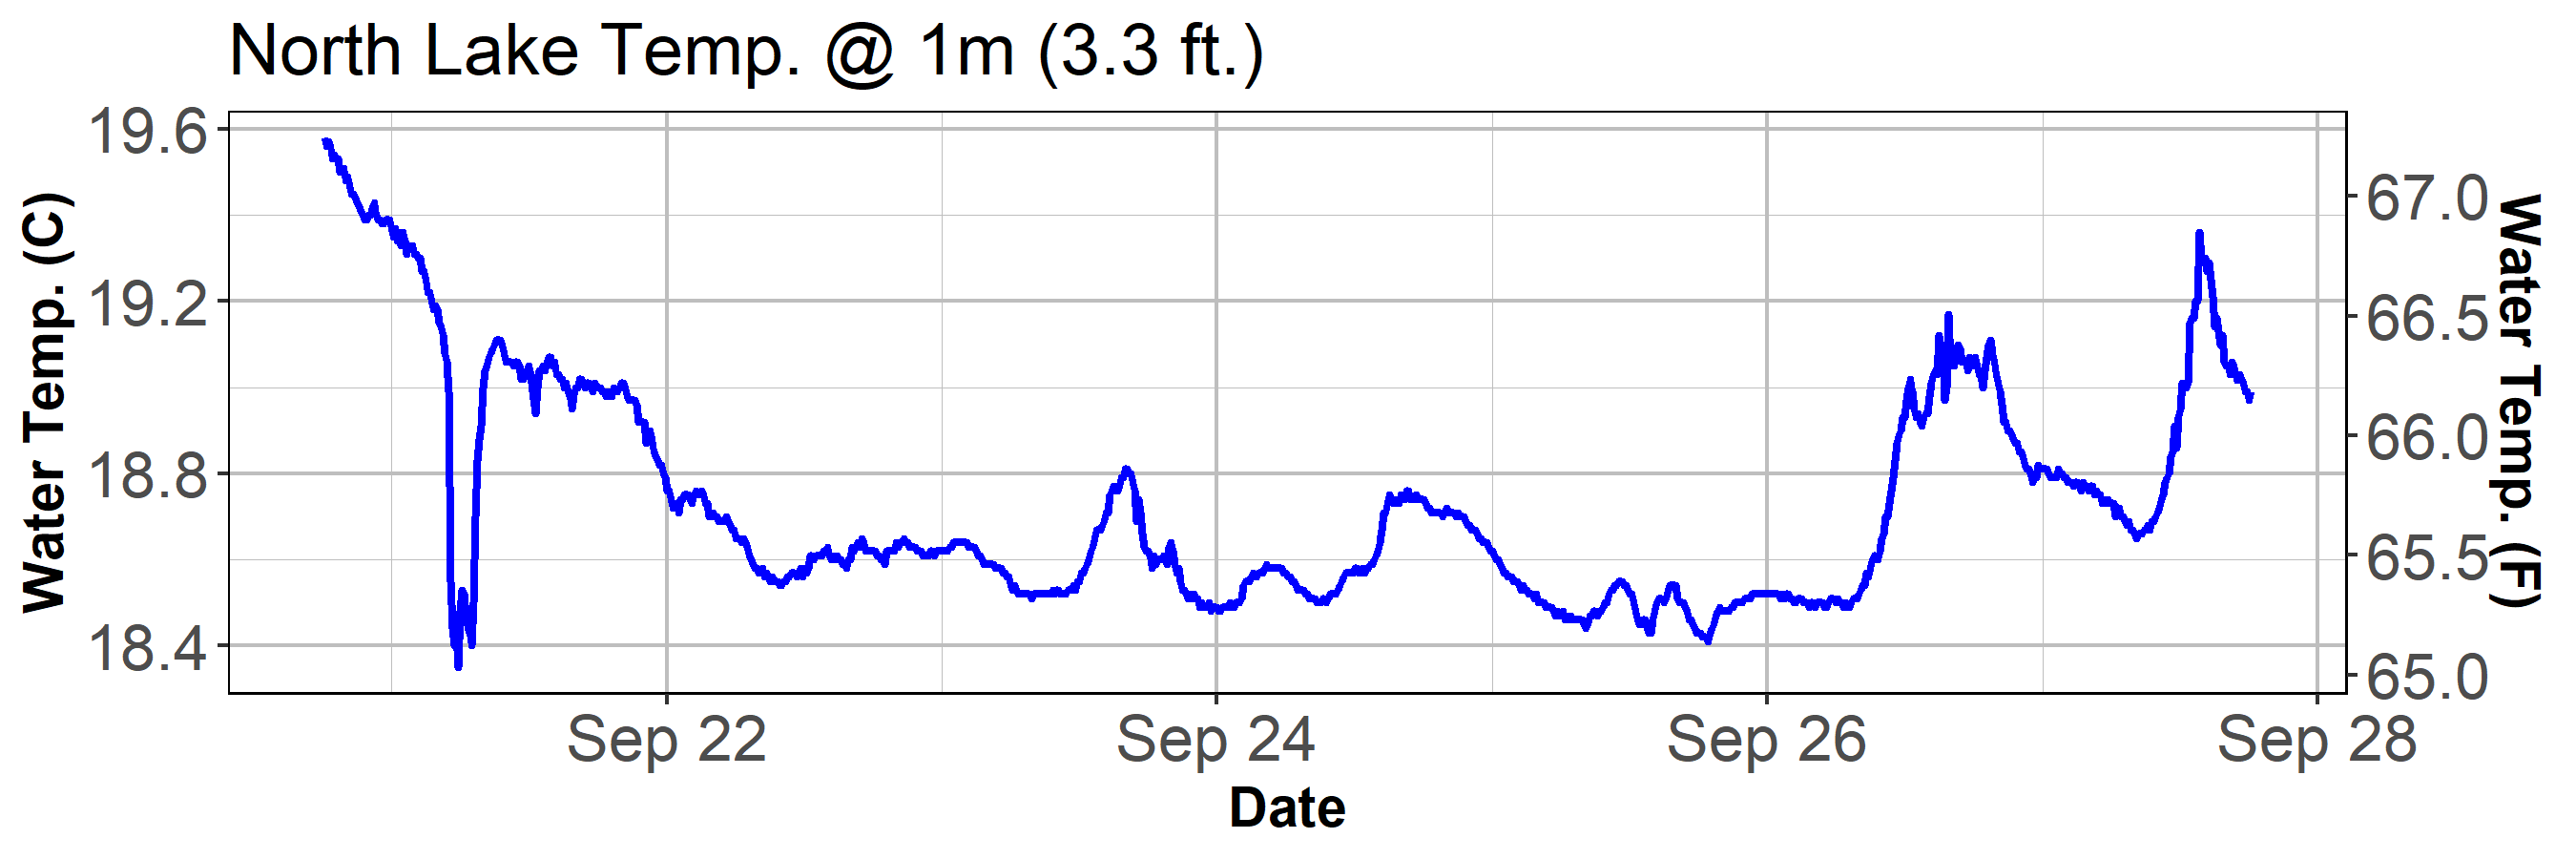 North Lake Temp. @ 1m (3.3 ft.)
Water Temp. (C)
19.6
19.2
18.8
18.4
67.0
66.5
66.0
65.5
65.0
Water Temp. (F)
Sep 22 Sep 24 Sep 26 Sep 28
Date